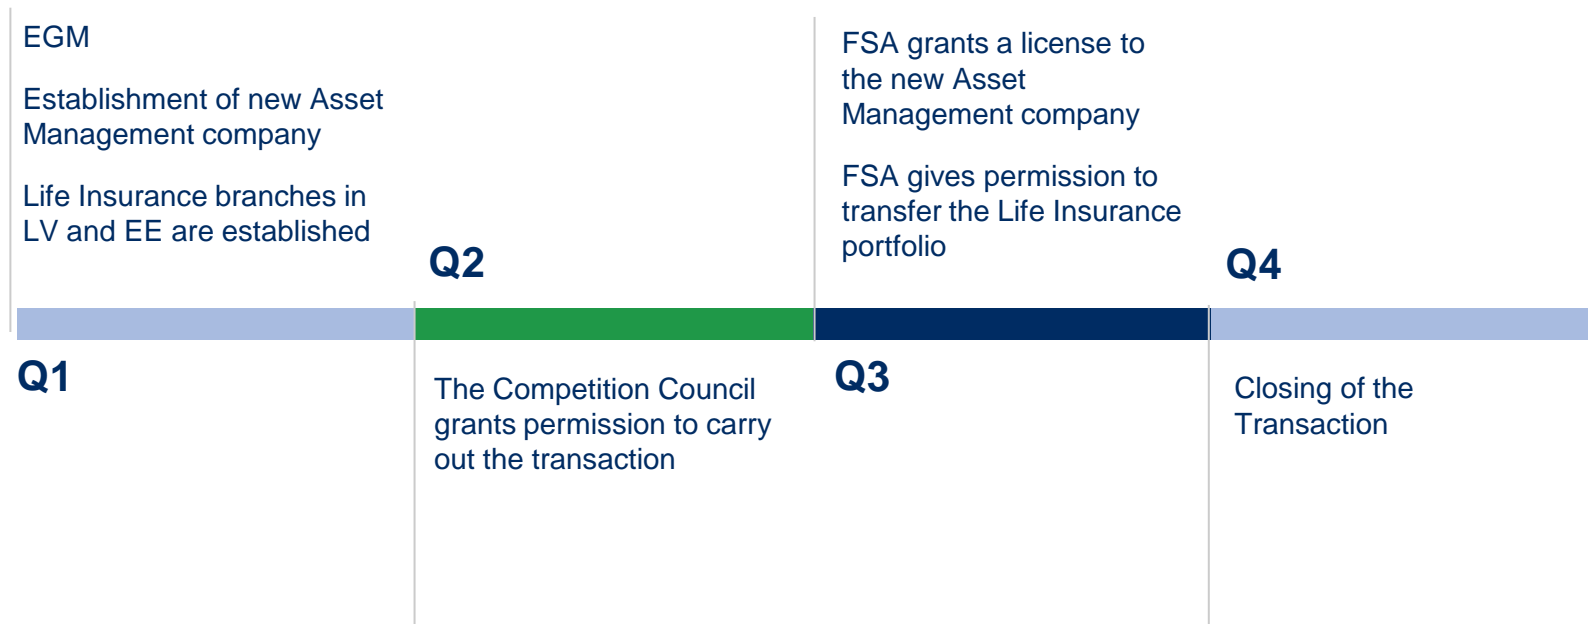 EGM
Establishment of new Asset
Management company
Life Insurance branches in
LV and EE are established
Q1
Q2
The Competition Council
grants permission to carry
out the transaction
FSA grants a license to
the new Asset
Management company
FSA gives permission to
transfer the Life Insurance
portfolio
Q3
Q4
Closing of the
Transaction